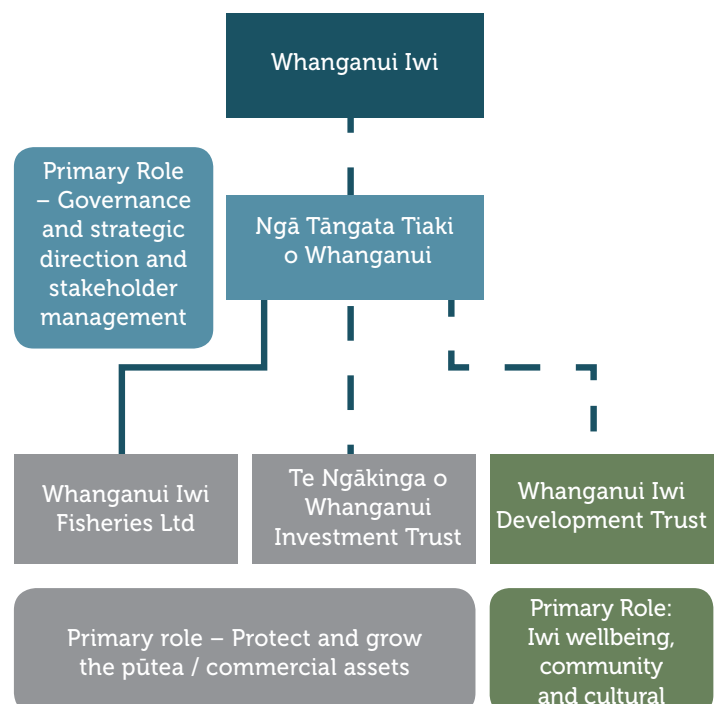 Whanganui Iwi
Primary Role
– Governance
and strategic
direction and
stakeholder
management
Ngā Tāngata Tiaki
o Whanganui
Whanganui Iwi
Fisheries Ltd
Te Ngākinga o
Whanganui
Investment Trust
Whanganui Iwi
Development Trust
Primary role – Protect and grow
the pūtea / commercial assets
Primary Role:
Iwi wellbeing,
community
and cultural